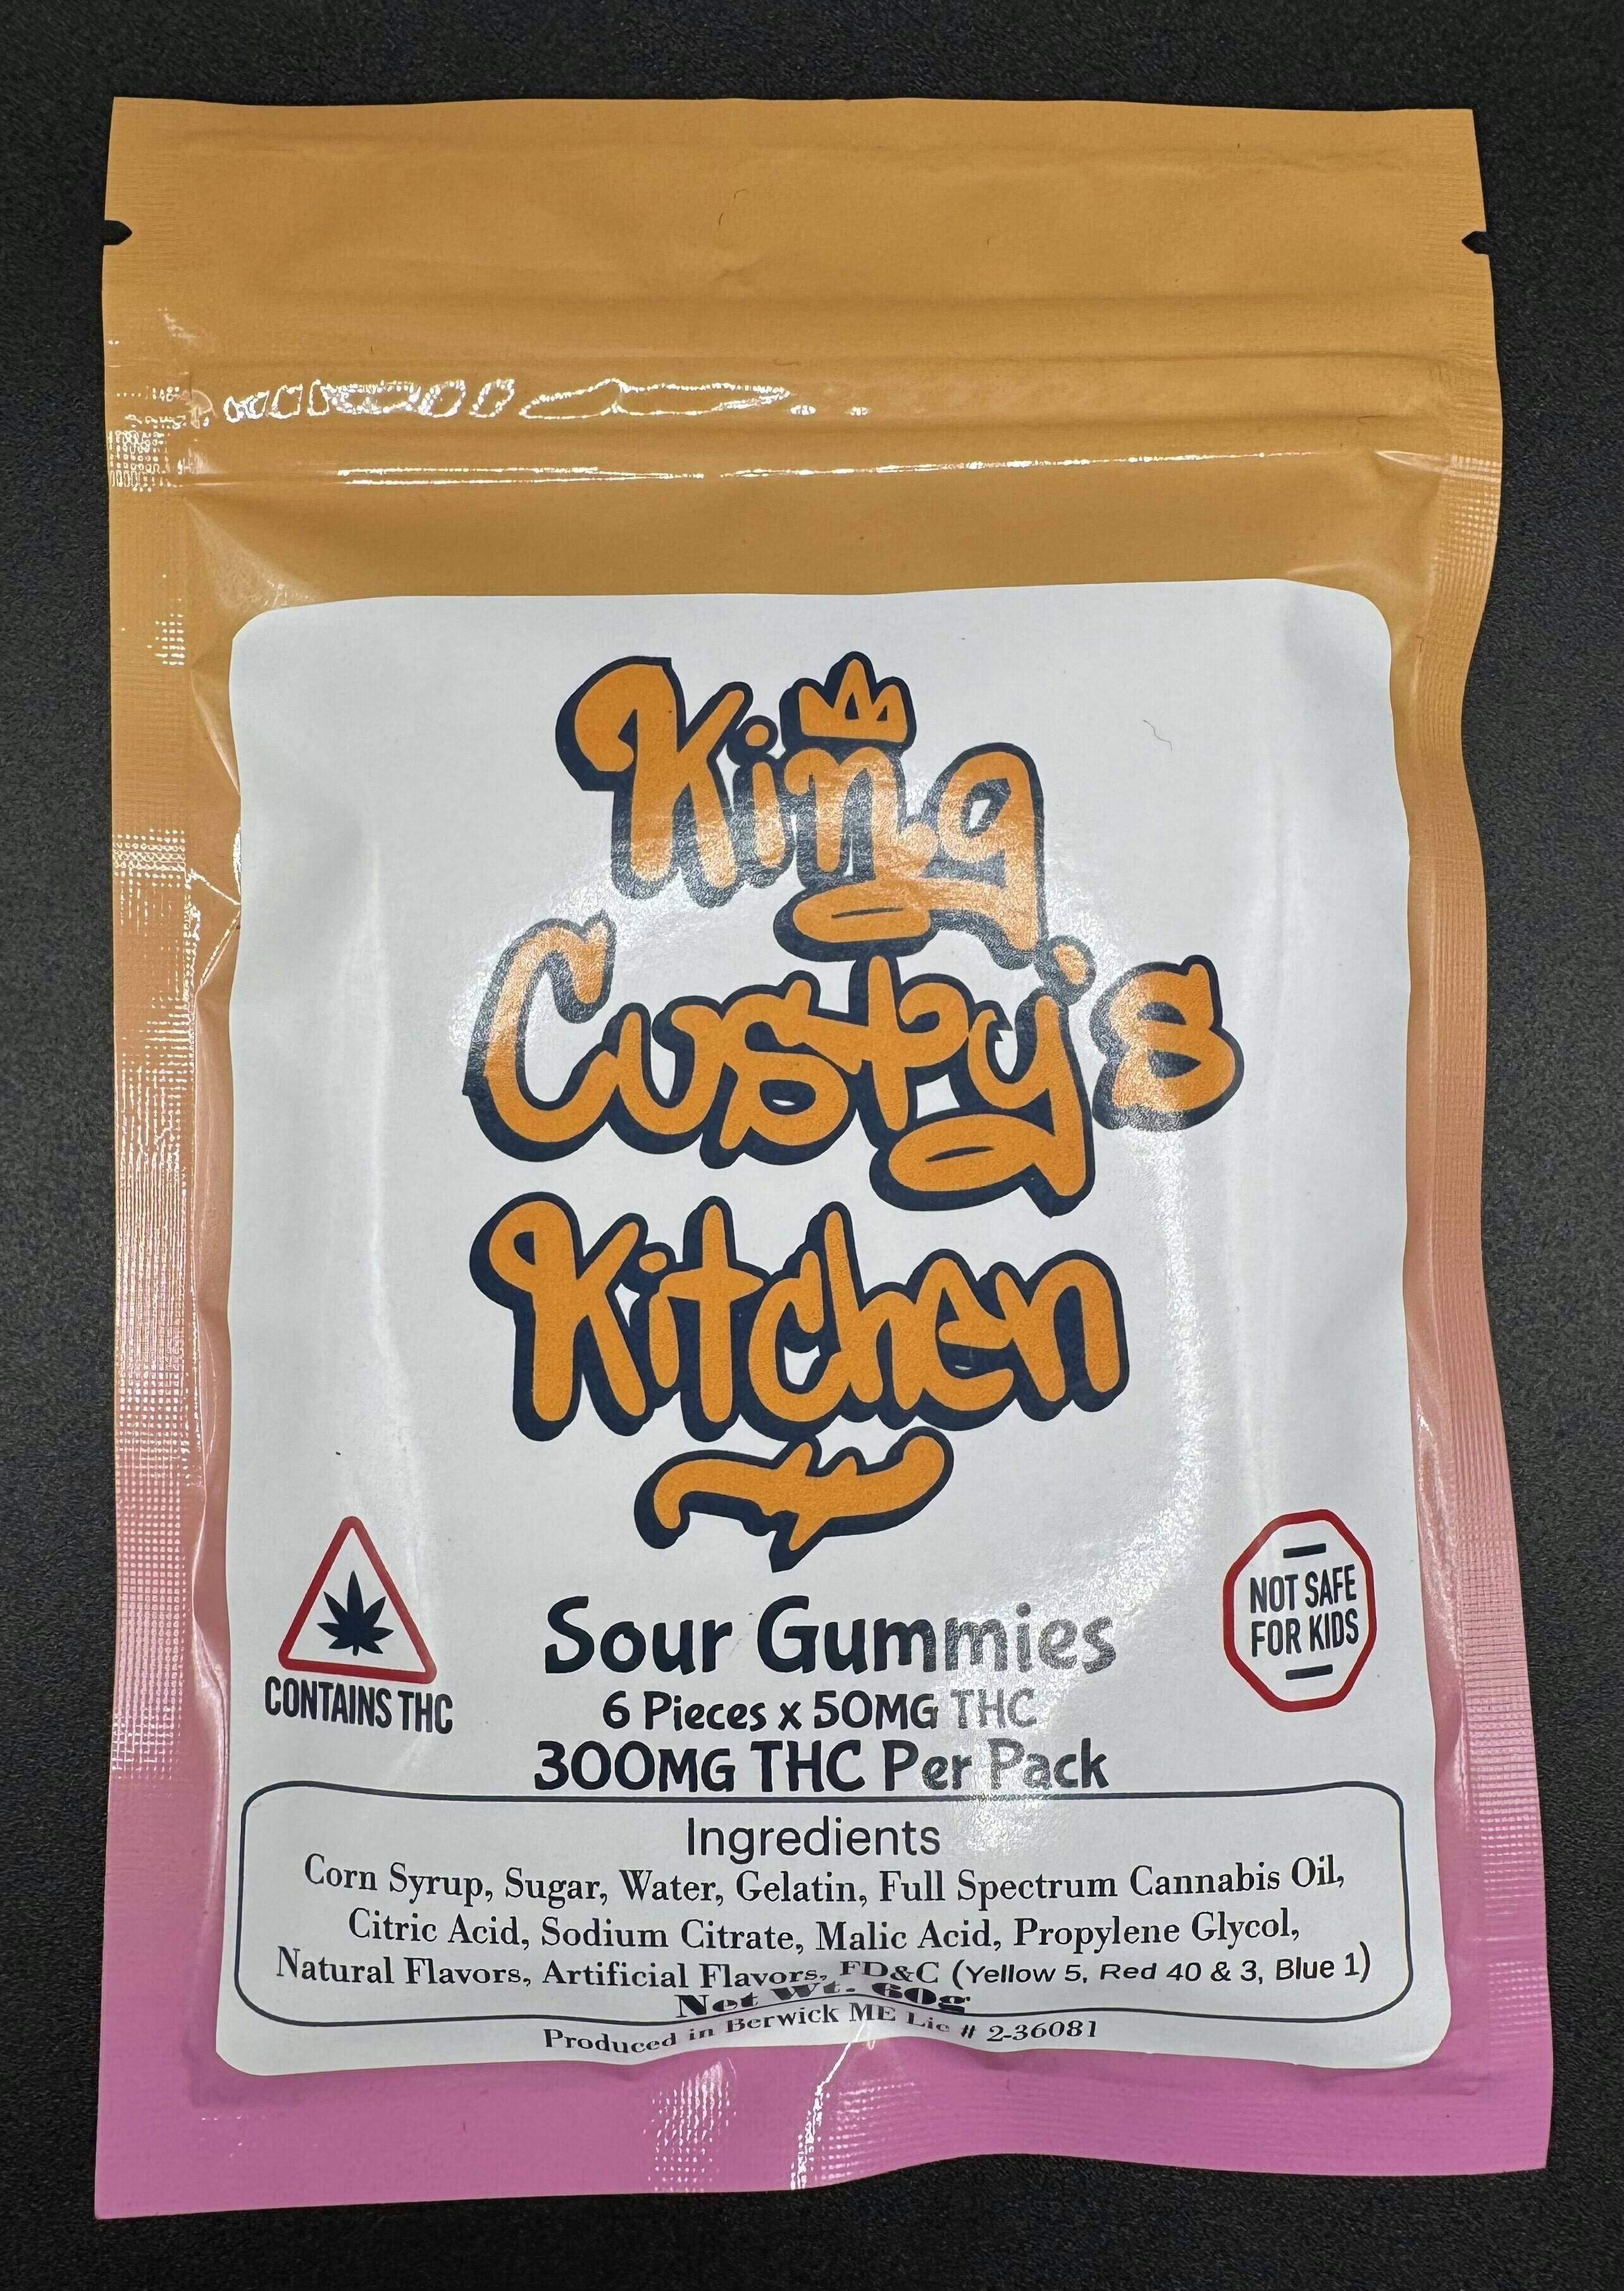 King
Custy's
Kitchen
CONTAINS THC
NOT SAFE
FOR KIDS
Sour Gummies
6 Pieces x 50MG THC
300MG THC Per Pack
Ingredients
Corn Syrup, Sugar, Water, Gelatin, Full Spectrum Cannabis Oil,
Citric Acid, Sodium Citrate, Malic Acid, Propylene Glycol,
Natural Flavors, Artificial Flavors, FD&C (Yellow 5, Red 40 & 3, Blue 1)
Net Wt. 60g
Produced in Berwick ME Lic # 2-36081